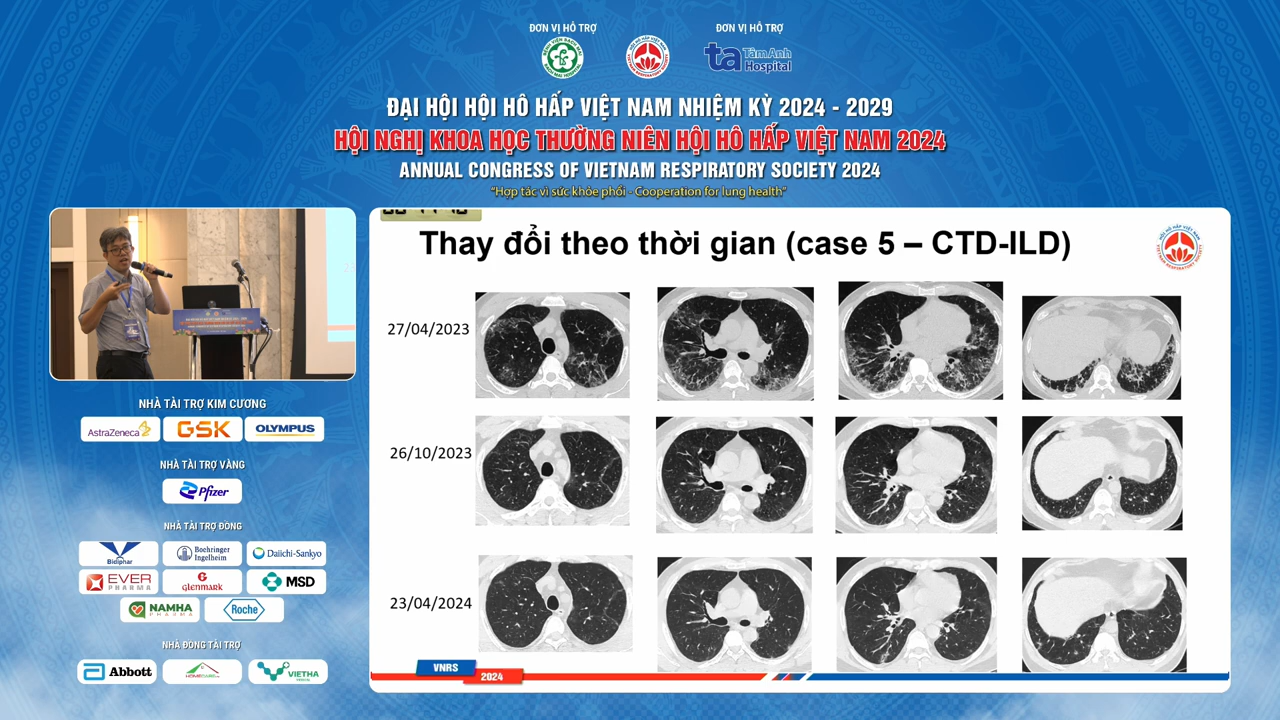 ĐƠN VỊ HỖ TRỢ
ĐƠN VỊ HỖ TRỢ
ta TâmAnh
Hospital
ĐẠI HỘI HỘI HÔ HẤP VIỆT NAM NHIỆM KỲ 2024 - 2029
HỘI NGHỊ KHOA HỌC THƯỜNG NIÊN HỘI HÔ HẤP VIỆT NAM 2024
ANNUAL CONGRESS OF VIETNAM RESPIRATORY SOCIETY 2024
"Hợp tác vì sức khỏe phổi - Cooperation for lung health"
Thay đổi theo thời gian (case 5 – CTD-ILD)
27/04/2023
26/10/2023
23/04/2024
VNRS
2024
NHÀ TÀI TRỢ KIM CƯƠNG
AstraZeneca
GSK
OLYMPUS
NHÀ TÀI TRỢ VÀNG
Pfizer
NHÀ TÀI TRỢ ĐỒNG
Bidiphar
Boehringer
Ingelheim
Daiichi-Sankyo
EVER
PHARMA
glenmark
MSD
NAMHA
PHARMA
Roche
NHÀ ĐỒNG TÀI TRỢ
Abbott
VIETHA